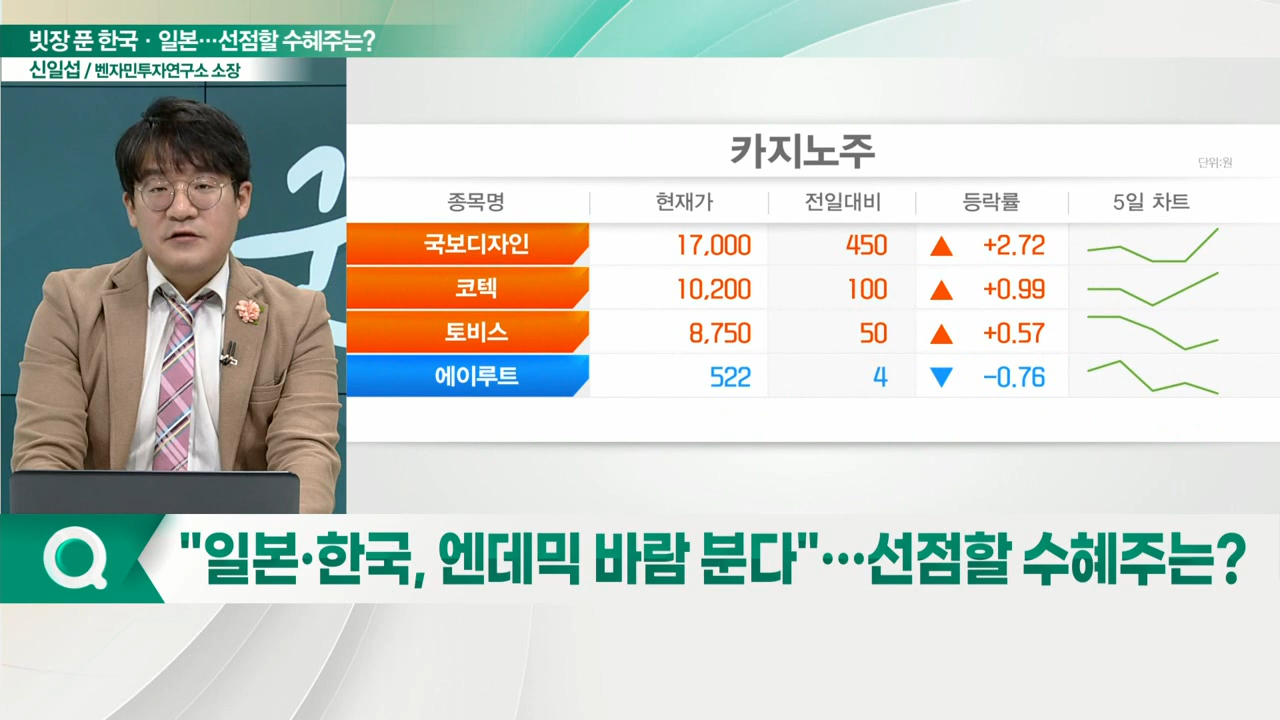 빗장 푼 한국·일본…선점할 수혜주는?
신일섭 / 벤자민투자연구소 소장
카지노주
단위:원
종목명 현재가 전일대비 등락률 5일 차트
국보디자인 17,000 450 ▲ +2.72
코텍 10,200 100 ▲ +0.99
토비스 8,750 50 ▲ +0.57
에이루트 522 4 ▼ -0.76
"일본·한국, 엔데믹 바람 분다"…선점할 수혜주는?